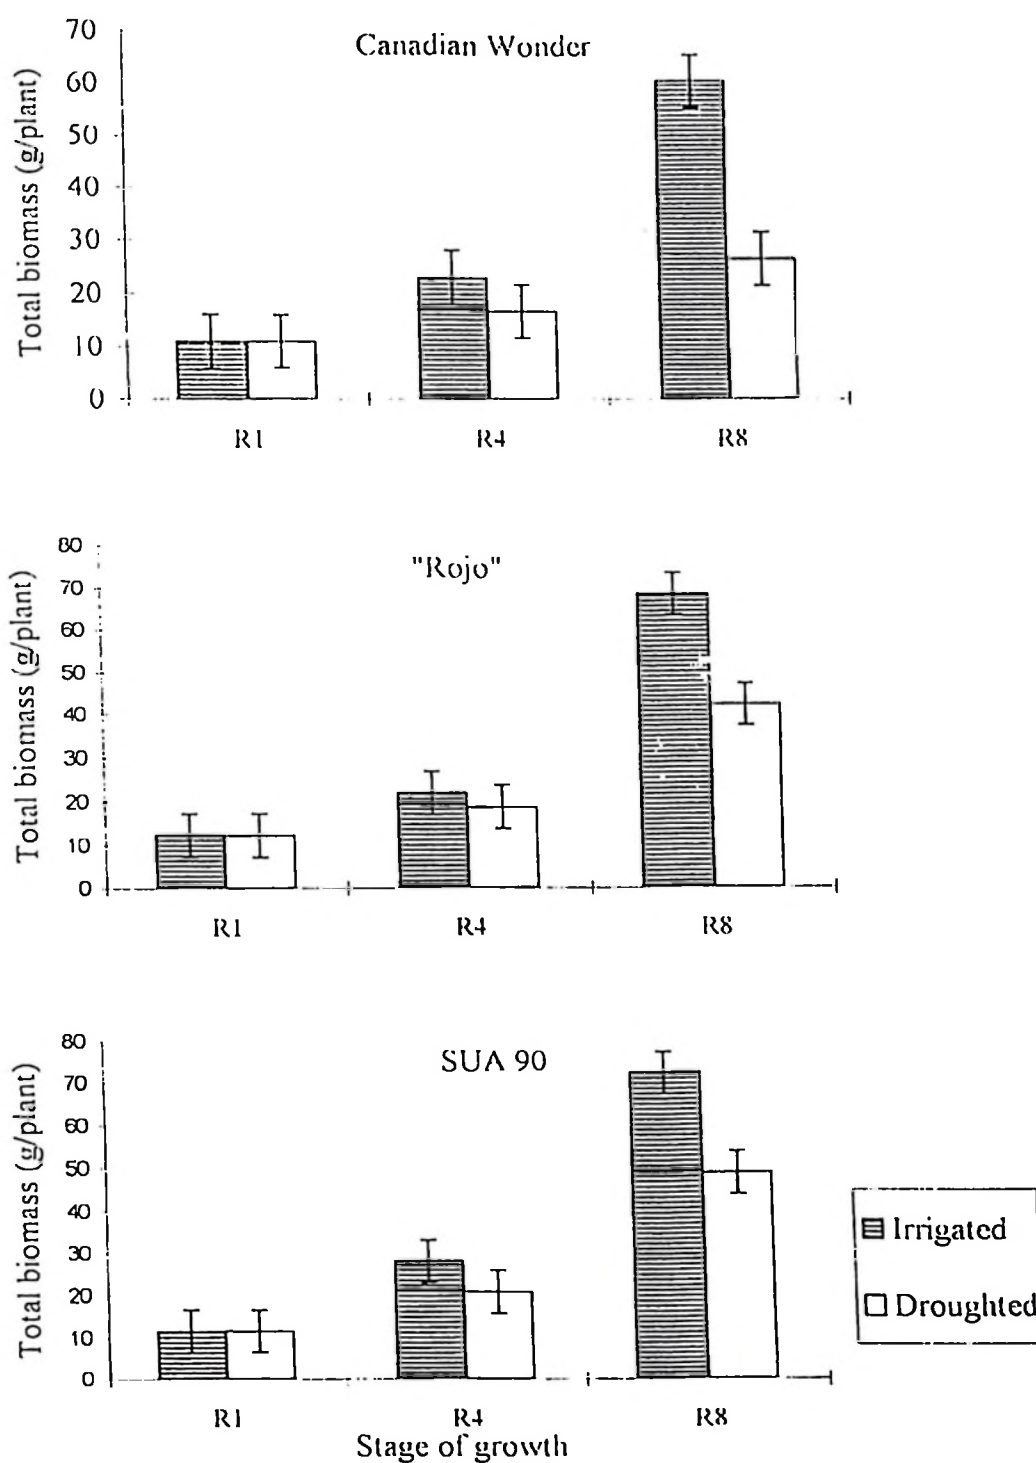 Canadian Wonder
Total biomass (g/plant)
70
60
50
40
30
20
10
0
R1 R4 R8
"Rojo"
Total biomass (g/plant)
80
70
60
50
40
30
20
10
0
R1 R4 R8
SUA 90
Total biomass (g/plant)
80
70
60
50
40
30
20
10
0
R1 R4 R8
Stage of growth
Irrigated
Droughted